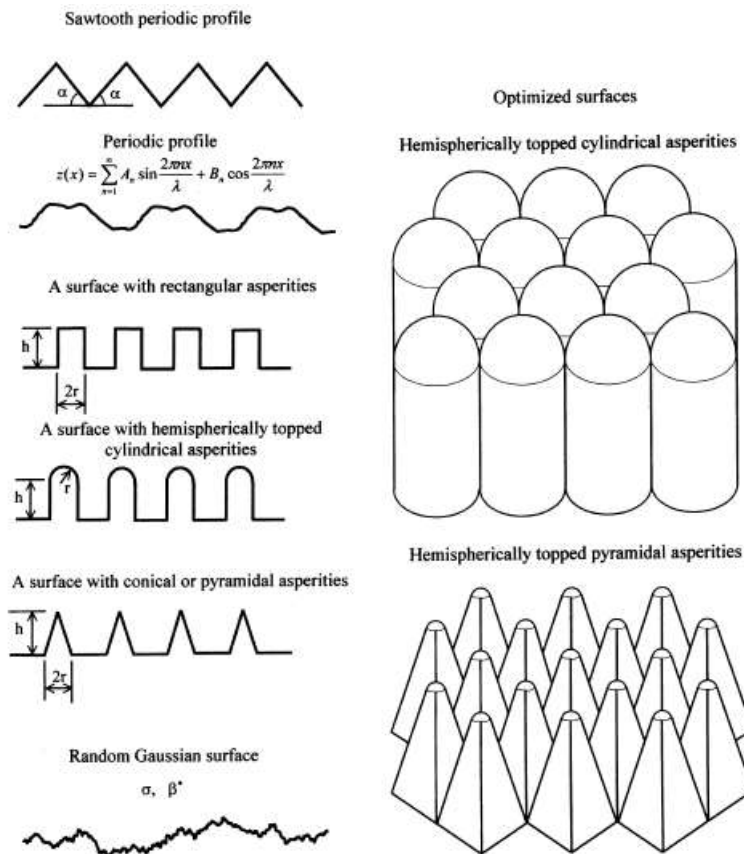 Sawtooth periodic profile
α α
Periodic profile
z(x) = ∑_{n=1}^{∞} A_n sin 2πnx/λ + B_n cos 2πnx/λ
A surface with rectangular asperities
h
2r
A surface with hemispherically topped
cylindrical asperities
h
r
A surface with conical or pyramidal asperities
h
2r
Random Gaussian surface
σ, β*
Optimized surfaces
Hemispherically topped cylindrical asperities
Hemispherically topped pyramidal asperities